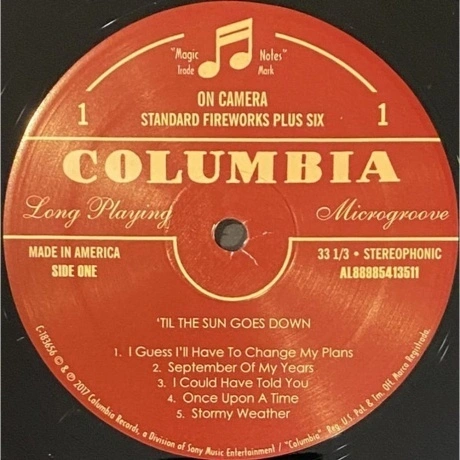 "Magic Notes"
Trade Mark
1 ON CAMERA 1
STANDARD FIREWORKS PLUS SIX
COLUMBIA
Long Playing Microgroove
MADE IN AMERICA 33 1/3 • STEREOPHONIC
SIDE ONE AL88985413511
'TIL THE SUN GOES DOWN
1. I Guess I'll Have To Change My Plans
2. September Of My Years
3. I Could Have Told You
4. Once Upon A Time
5. Stormy Weather
C-183656 © & ℗ 2017 Columbia Records, a Division of Sony Music Entertainment / "Columbia" Reg. U.S. Pat. & Tm. Off. Marca Registrada.